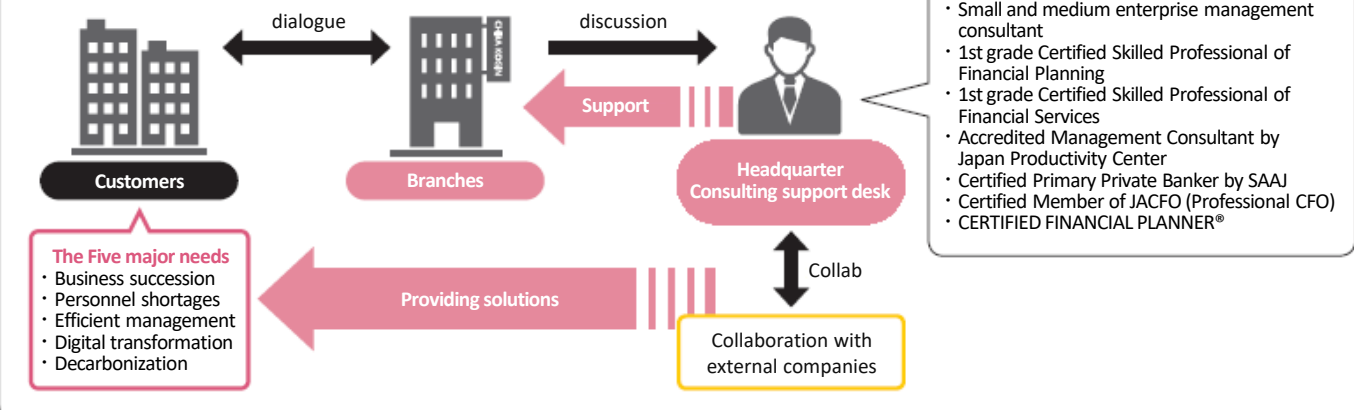 dialogue
discussion
CHIBA KOGIN
Support
Customers
Branches
Headquarter
Consulting support desk
・Small and medium enterprise management
consultant
・1st grade Certified Skilled Professional of
Financial Planning
・1st grade Certified Skilled Professional of
Financial Services
・Accredited Management Consultant by
Japan Productivity Center
・Certified Primary Private Banker by SAAJ
・Certified Member of JACFO (Professional CFO)
・CERTIFIED FINANCIAL PLANNER®
The Five major needs
・Business succession
・Personnel shortages
・Efficient management
・Digital transformation
・Decarbonization
Providing solutions
Collab
Collaboration with
external companies